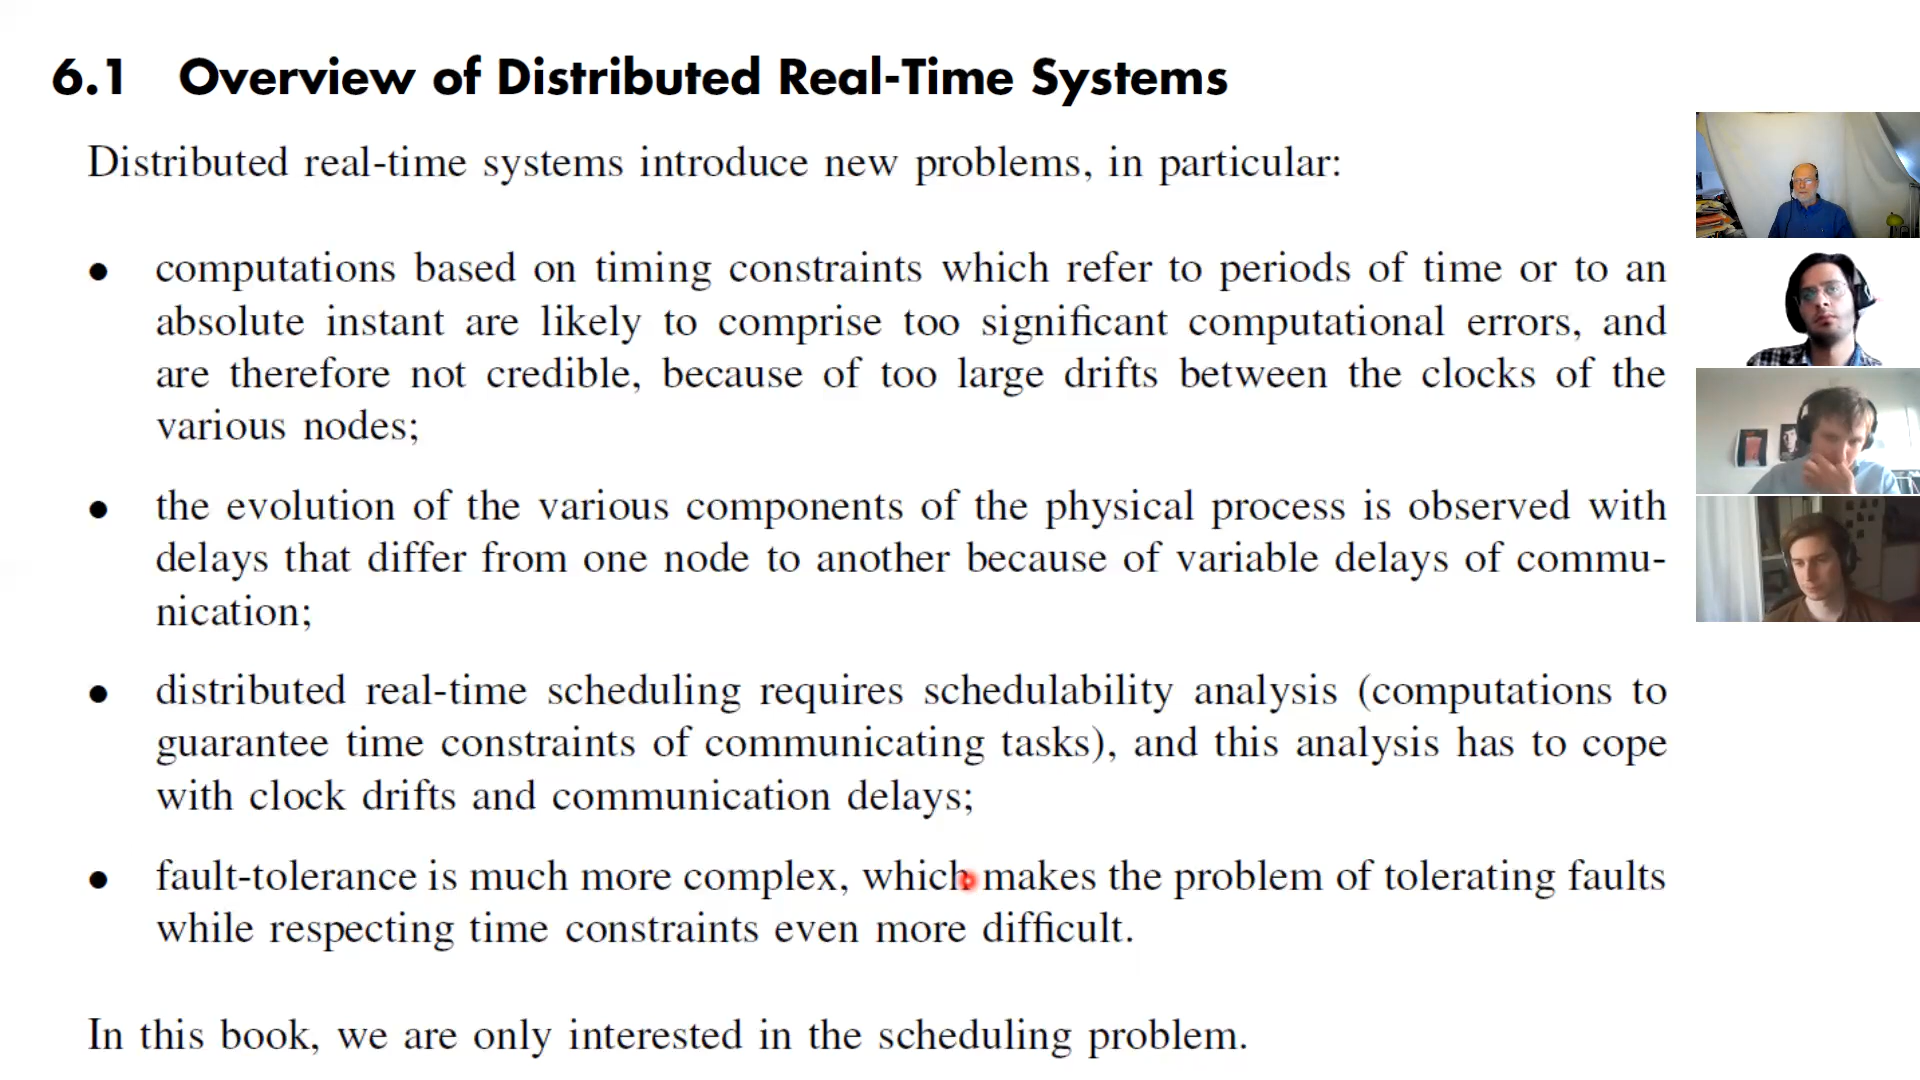 6.1 Overview of Distributed Real-Time Systems
Distributed real-time systems introduce new problems, in particular:
• computations based on timing constraints which refer to periods of time or to an
absolute instant are likely to comprise too significant computational errors, and
are therefore not credible, because of too large drifts between the clocks of the
various nodes;
• the evolution of the various components of the physical process is observed with
delays that differ from one node to another because of variable delays of commu-
nication;
• distributed real-time scheduling requires schedulability analysis (computations to
guarantee time constraints of communicating tasks), and this analysis has to cope
with clock drifts and communication delays;
• fault-tolerance is much more complex, which makes the problem of tolerating faults
while respecting time constraints even more difficult.
In this book, we are only interested in the scheduling problem.